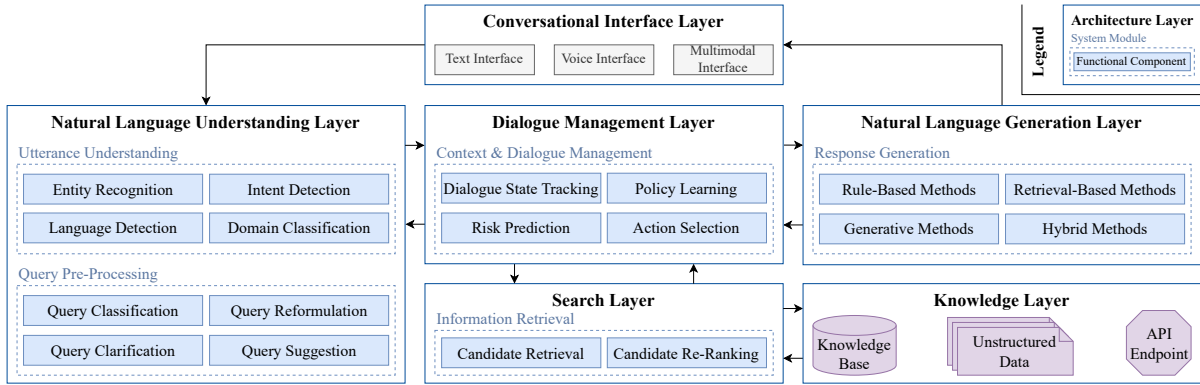 Conversational Interface Layer
Text Interface
Voice Interface
Multimodal
Interface
Legend
Architecture Layer
System Module
Functional Component
Natural Language Understanding Layer
Utterance Understanding
Entity Recognition
Intent Detection
Language Detection
Domain Classification
Query Pre-Processing
Query Classification
Query Reformulation
Query Clarification
Query Suggestion
Dialogue Management Layer
Context & Dialogue Management
Dialogue State Tracking
Policy Learning
Risk Prediction
Action Selection
Natural Language Generation Layer
Response Generation
Rule-Based Methods
Retrieval-Based Methods
Generative Methods
Hybrid Methods
Search Layer
Information Retrieval
Candidate Retrieval
Candidate Re-Ranking
Knowledge Layer
Knowledge
Base
Unstructured
Data
API
Endpoint